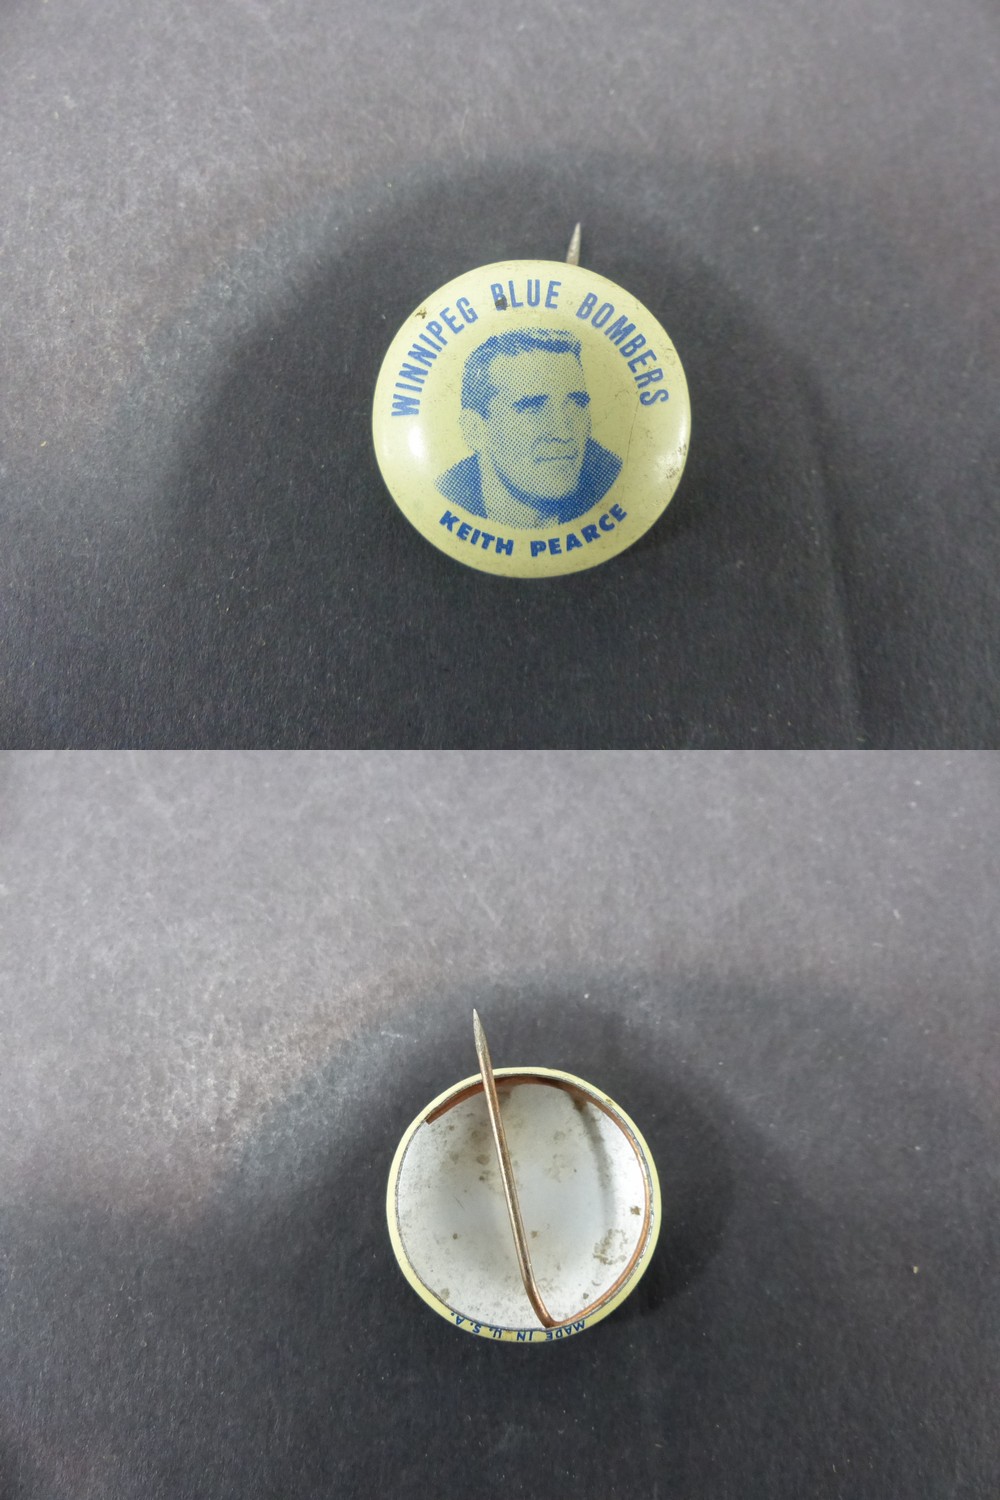 WINNIPEG BLUE BOMBERS
KEITH PEARCE
MADE IN U.S.A.